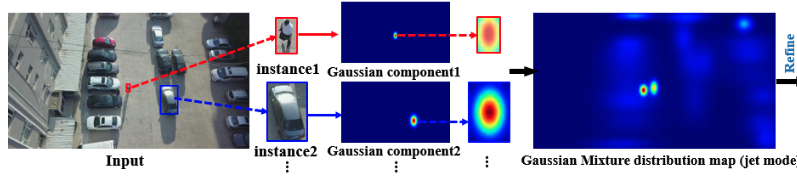 instance1
Gaussian component1
instance2
Gaussian component2
Input
⋮
⋮
⋮
Gaussian Mixture distribution map (jet mode)
Refine